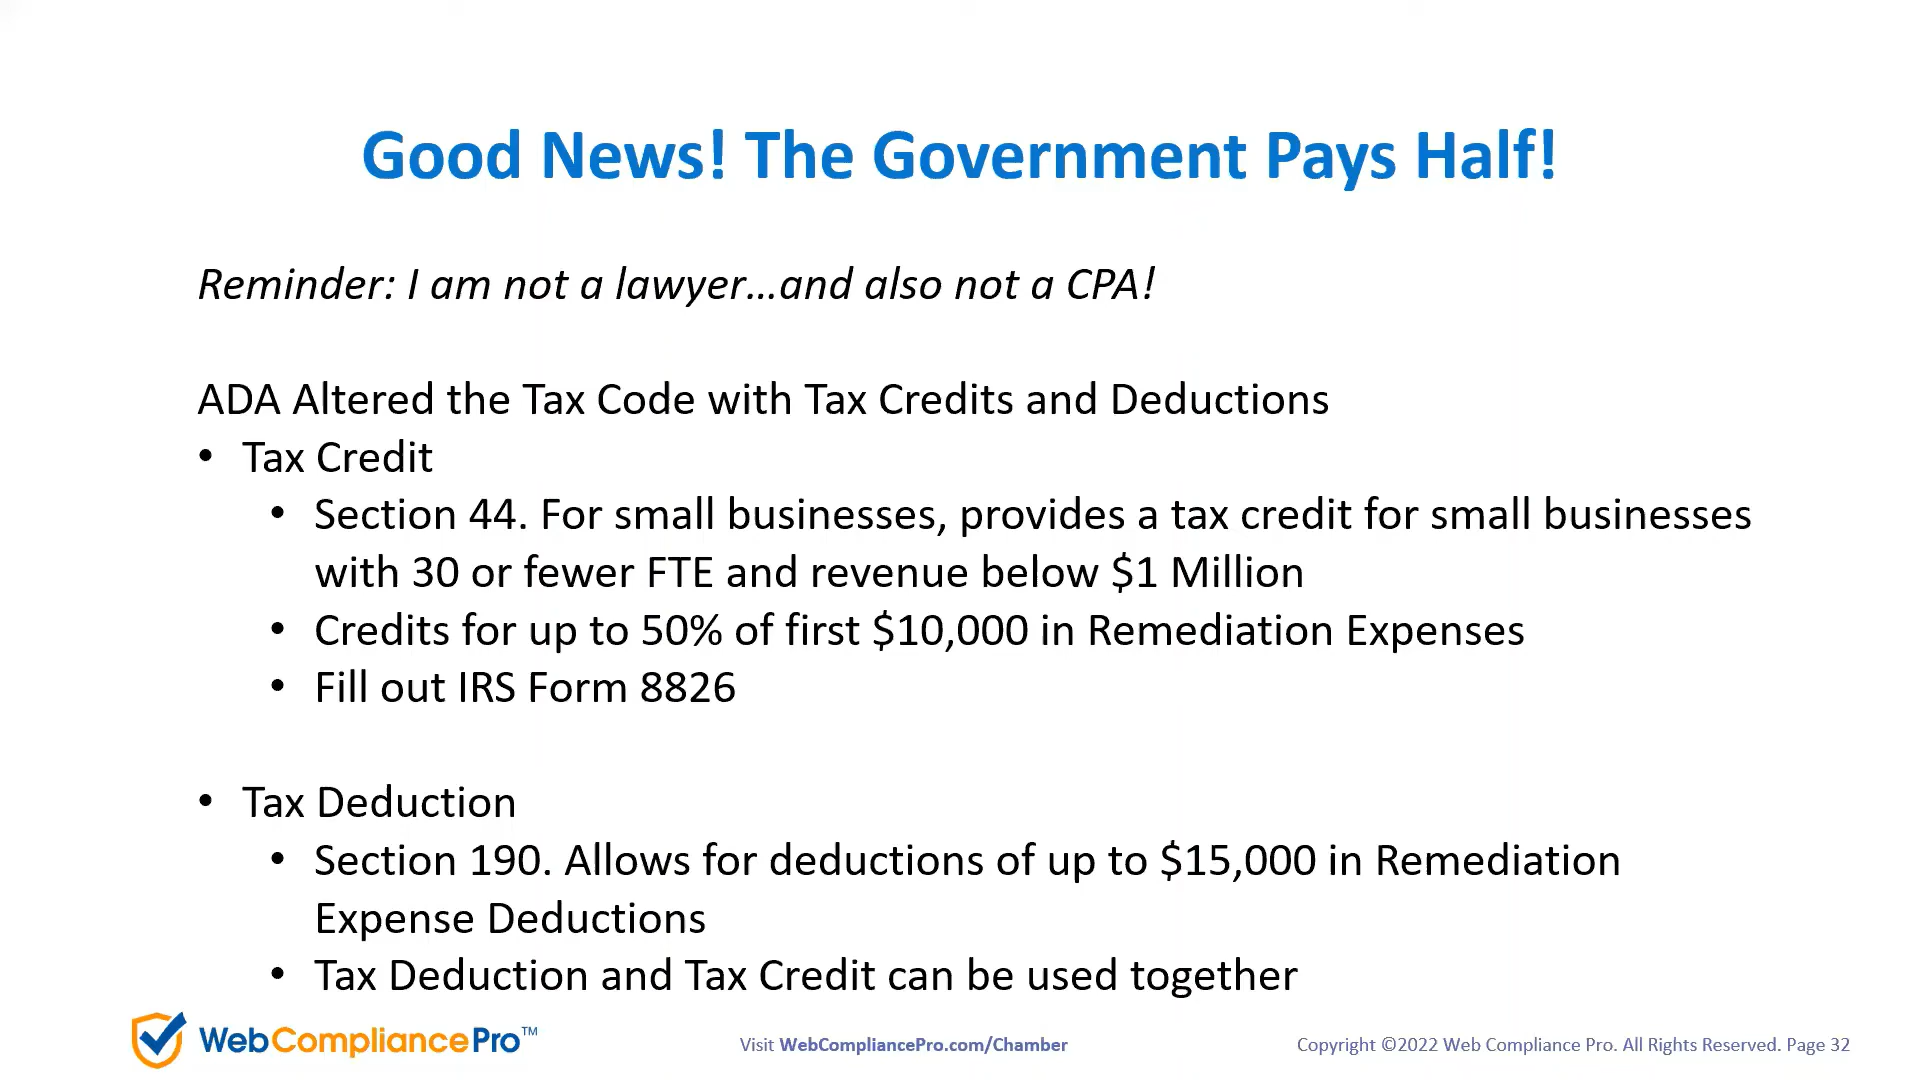 Good News! The Government Pays Half!
Reminder: I am not a lawyer...and also not a CPA!
ADA Altered the Tax Code with Tax Credits and Deductions
• Tax Credit
• Section 44. For small businesses, provides a tax credit for small businesses
with 30 or fewer FTE and revenue below $1 Million
• Credits for up to 50% of first $10,000 in Remediation Expenses
• Fill out IRS Form 8826
• Tax Deduction
• Section 190. Allows for deductions of up to $15,000 in Remediation
Expense Deductions
• Tax Deduction and Tax Credit can be used together
WebCompliancePro™
Visit WebCompliancePro.com/Chamber
Copyright ©2022 Web Compliance Pro. All Rights Reserved. Page 32